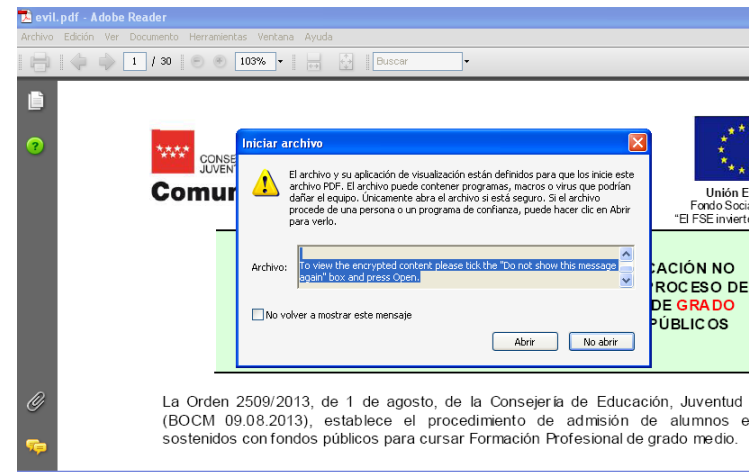 evil.pdf - Adobe Reader
Archivo Edición Ver Documento Herramientas Ventana Ayuda
1 / 30 103% Buscar
CONSE
JUVEN
Comun
Iniciar archivo
El archivo y su aplicación de visualización están definidos para que los inicie este
archivo PDF. El archivo puede contener programas, macros o virus que podrían
dañar el equipo. Únicamente abra el archivo si está seguro. Si el archivo
procede de una persona o un programa de confianza, puede hacer clic en Abrir
para verlo.
Archivo:
To view the encrypted content please tick the "Do not show this message
again" box and press Open.
No volver a mostrar este mensaje
Abrir No abrir
Unión E
Fondo Socia
"El FSE invierte
CACIÓN NO
PROCESO DE
DE GRADO
PÚBLICOS
La Orden 2509/2013, de 1 de agosto, de la Consejería de Educación, Juventud
(BOCM 09.08.2013), establece el procedimiento de admisión de alumnos e
sostenidos con fondos públicos para cursar Formación Profesional de grado medio.